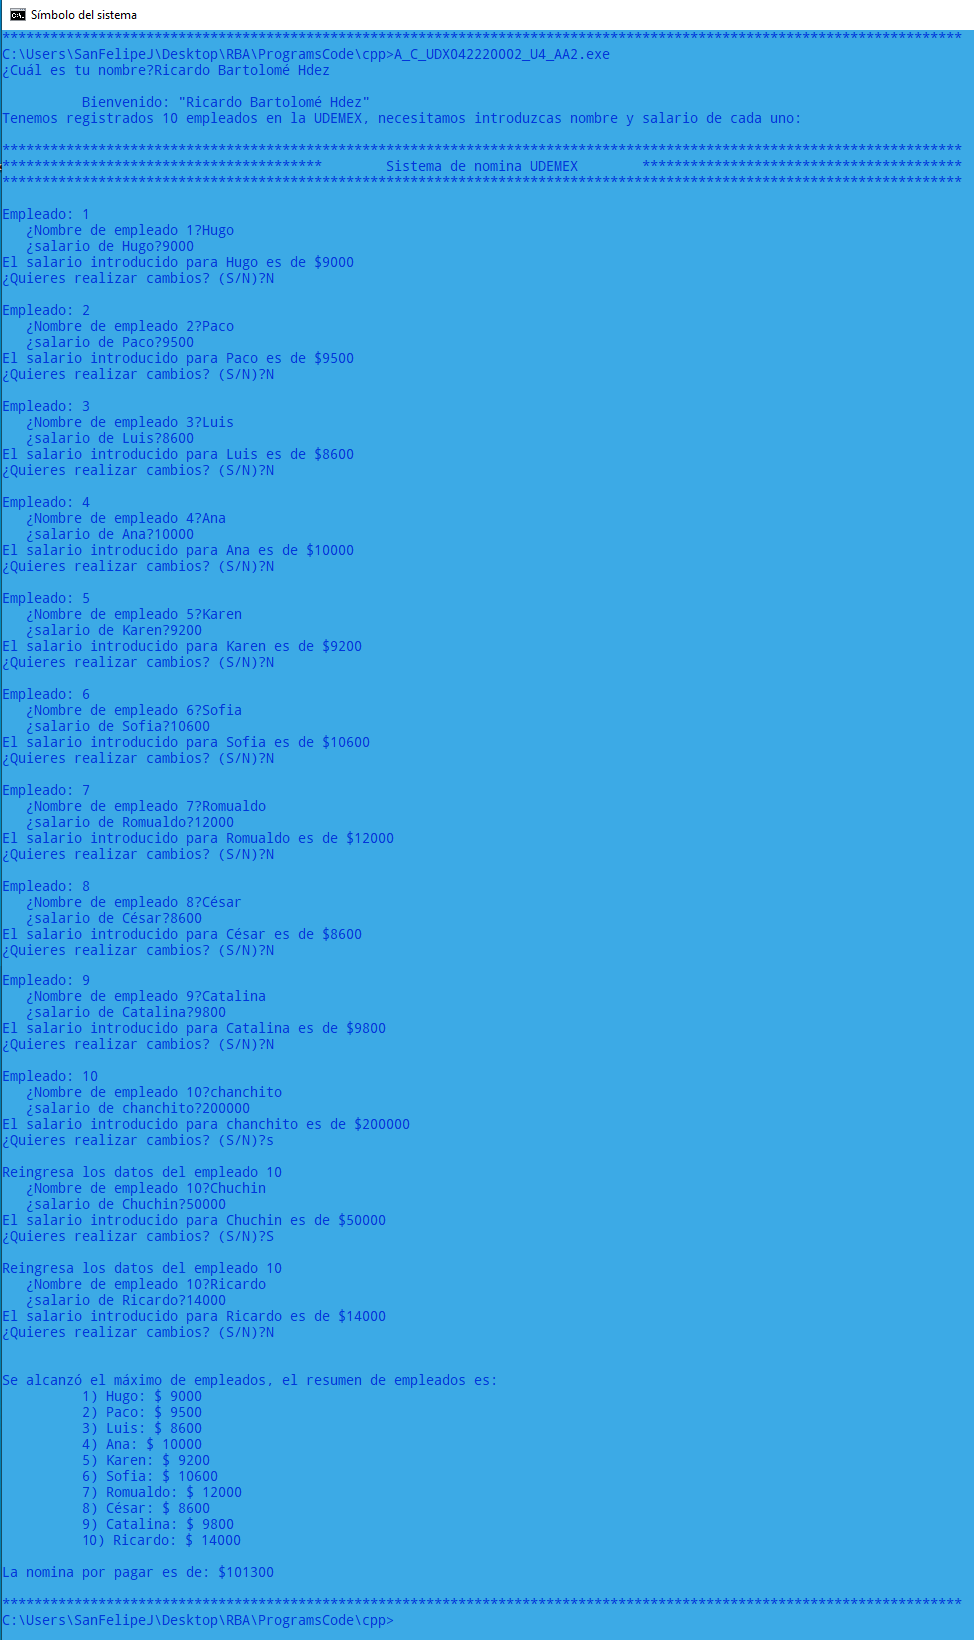 Símbolo del sistema
************************************************************************************************************************
C:\Users\SanFelipeJ\Desktop\RBA\ProgramsCode\cpp>A_C_UDX042220002_U4_AA2.exe
¿Cuál es tu nombre?Ricardo Bartolomé Hdez
Bienvenido: "Ricardo Bartolomé Hdez"
Tenemos registrados 10 empleados en la UDEMEX, necesitamos introduzcas nombre y salario de cada uno:
************************************************************************************************************************
**************************************** Sistema de nomina UDEMEX ****************************************
************************************************************************************************************************
Empleado: 1
¿Nombre de empleado 1?Hugo
¿salario de Hugo?9000
El salario introducido para Hugo es de $9000
¿Quieres realizar cambios? (S/N)?N
Empleado: 2
¿Nombre de empleado 2?Paco
¿salario de Paco?9500
El salario introducido para Paco es de $9500
¿Quieres realizar cambios? (S/N)?N
Empleado: 3
¿Nombre de empleado 3?Luis
¿salario de Luis?8600
El salario introducido para Luis es de $8600
¿Quieres realizar cambios? (S/N)?N
Empleado: 4
¿Nombre de empleado 4?Ana
¿salario de Ana?10000
El salario introducido para Ana es de $10000
¿Quieres realizar cambios? (S/N)?N
Empleado: 5
¿Nombre de empleado 5?Karen
¿salario de Karen?9200
El salario introducido para Karen es de $9200
¿Quieres realizar cambios? (S/N)?N
Empleado: 6
¿Nombre de empleado 6?Sofia
¿salario de Sofia?10600
El salario introducido para Sofia es de $10600
¿Quieres realizar cambios? (S/N)?N
Empleado: 7
¿Nombre de empleado 7?Romualdo
¿salario de Romualdo?12000
El salario introducido para Romualdo es de $12000
¿Quieres realizar cambios? (S/N)?N
Empleado: 8
¿Nombre de empleado 8?César
¿salario de César?8600
El salario introducido para César es de $8600
¿Quieres realizar cambios? (S/N)?N
Empleado: 9
¿Nombre de empleado 9?Catalina
¿salario de Catalina?9800
El salario introducido para Catalina es de $9800
¿Quieres realizar cambios? (S/N)?N
Empleado: 10
¿Nombre de empleado 10?chanchito
¿salario de chanchito?200000
El salario introducido para chanchito es de $200000
¿Quieres realizar cambios? (S/N)?s
Reingresa los datos del empleado 10
¿Nombre de empleado 10?Chuchin
¿salario de Chuchin?50000
El salario introducido para Chuchin es de $50000
¿Quieres realizar cambios? (S/N)?S
Reingresa los datos del empleado 10
¿Nombre de empleado 10?Ricardo
¿salario de Ricardo?14000
El salario introducido para Ricardo es de $14000
¿Quieres realizar cambios? (S/N)?N
Se alcanzó el máximo de empleados, el resumen de empleados es:
1) Hugo: $ 9000
2) Paco: $ 9500
3) Luis: $ 8600
4) Ana: $ 10000
5) Karen: $ 9200
6) Sofia: $ 10600
7) Romualdo: $ 12000
8) César: $ 8600
9) Catalina: $ 9800
10) Ricardo: $ 14000
La nomina por pagar es de: $101300
************************************************************************************************************************
C:\Users\SanFelipeJ\Desktop\RBA\ProgramsCode\cpp>